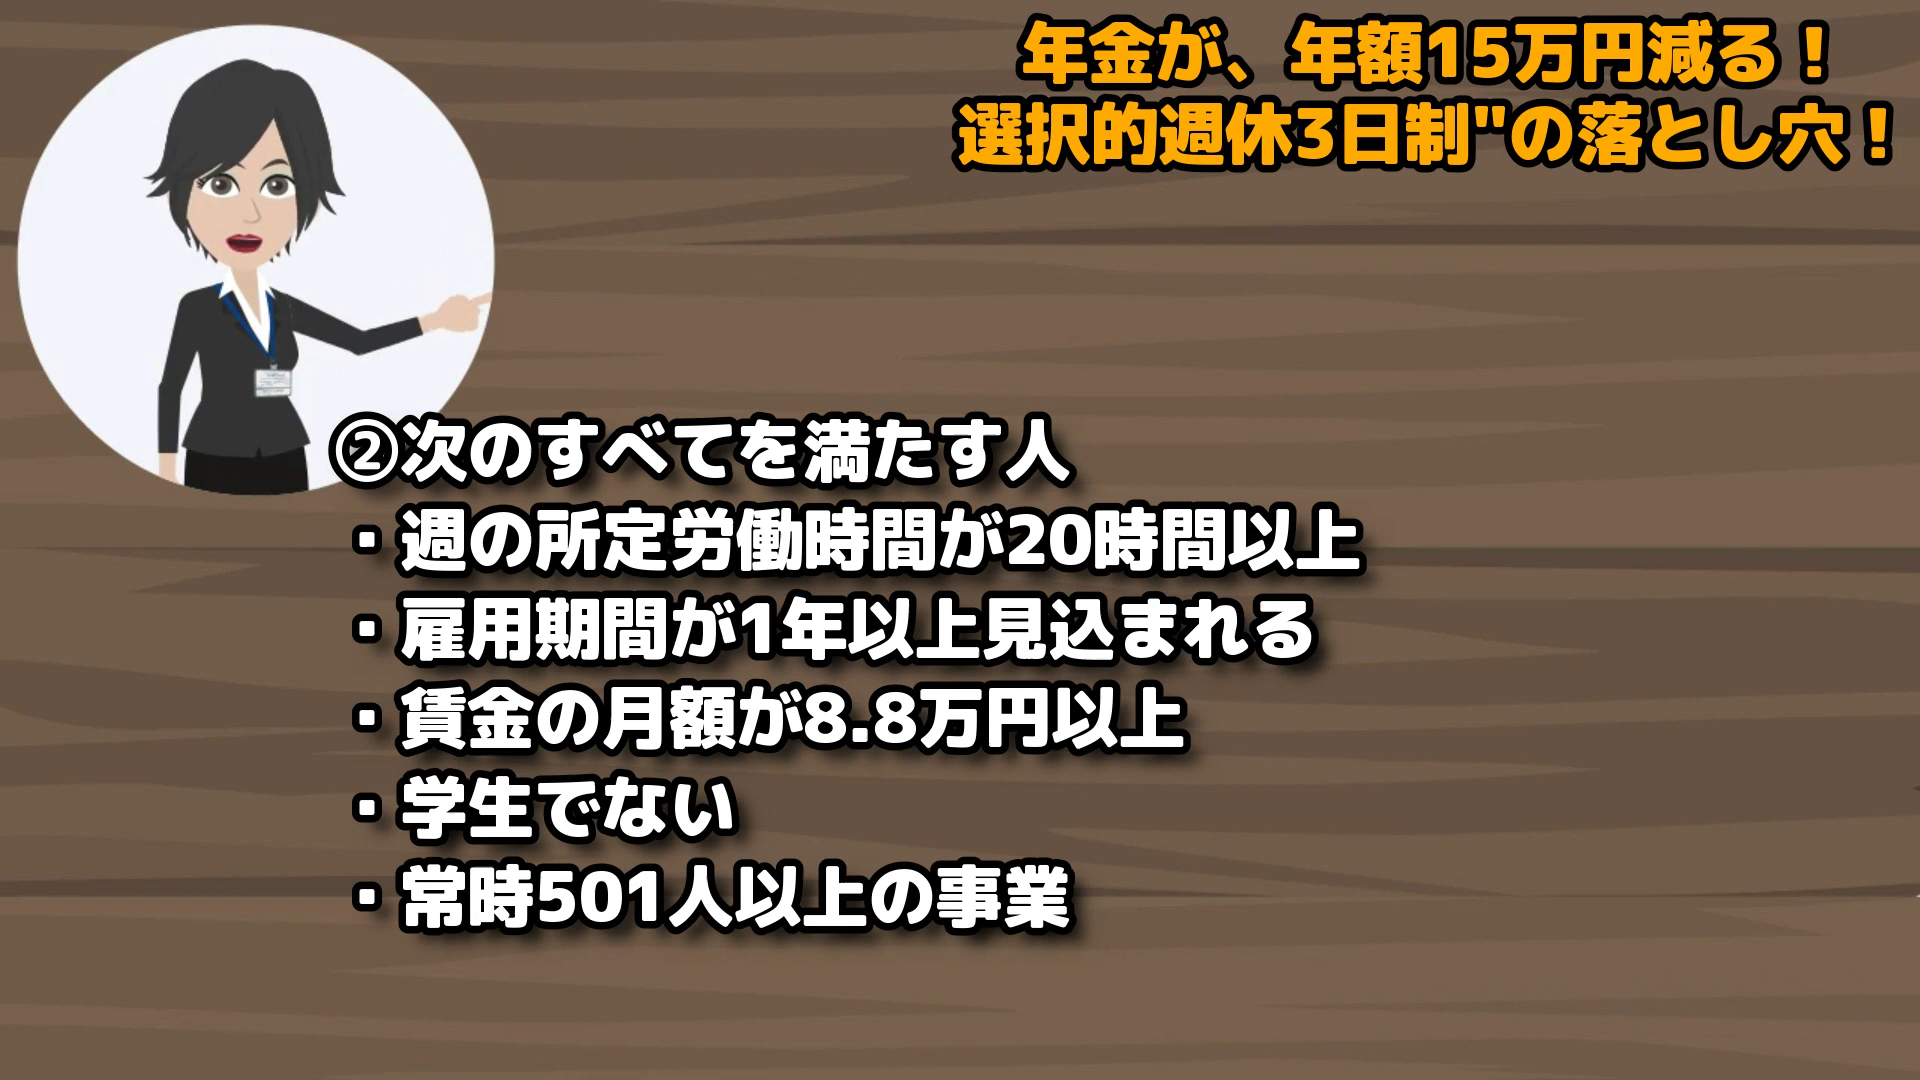 年金が、年額15万円減る！
選択的週休3日制"の落とし穴！
②次のすべてを満たす人
・週の所定労働時間が20時間以上
・雇用期間が1年以上見込まれる
・賃金の月額が8.8万円以上
・学生でない
・常時501人以上の事業